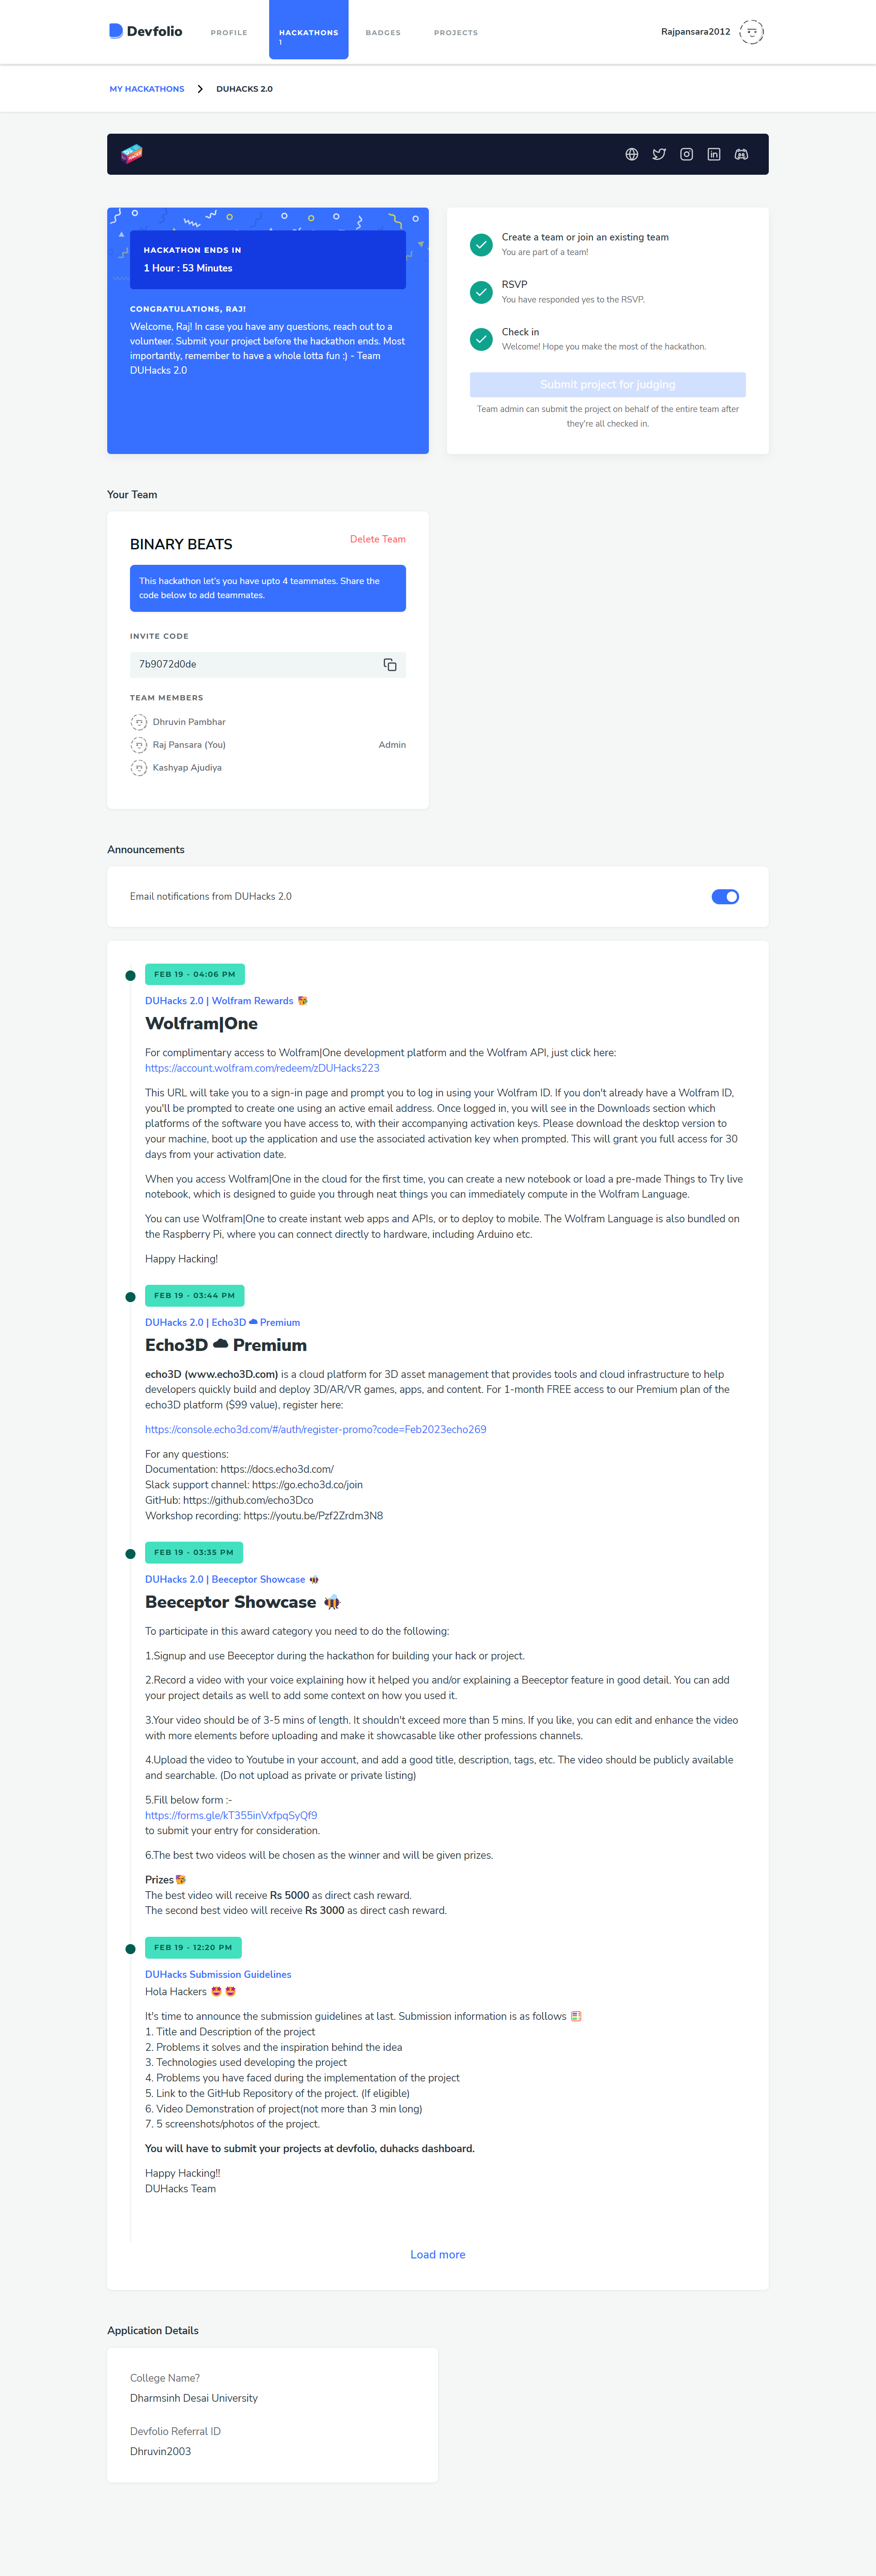 Devfolio
PROFILE
HACKATHONS
1
BADGES
PROJECTS
Rajpansara2012
MY HACKATHONS
DUHACKS 2.0
HACKATHON ENDS IN
1 Hour : 53 Minutes
CONGRATULATIONS, RAJ!
Welcome, Raj! In case you have any questions, reach out to a
volunteer. Submit your project before the hackathon ends. Most
importantly, remember to have a whole lotta fun :) - Team
DUHacks 2.0
Create a team or join an existing team
You are part of a team!
RSVP
You have responded yes to the RSVP.
Check in
Welcome! Hope you make the most of the hackathon.
Submit project for judging
Team admin can submit the project on behalf of the entire team after
they're all checked in.
Your Team
BINARY BEATS
Delete Team
This hackathon let's you have upto 4 teammates. Share the
code below to add teammates.
INVITE CODE
7b9072d0de
TEAM MEMBERS
Dhruvin Pambhar
Raj Pansara (You)
Admin
Kashyap Ajudiya
Announcements
Email notifications from DUHacks 2.0
FEB 19 - 04:06 PM
DUHacks 2.0 | Wolfram Rewards 🥳
Wolfram|One
For complimentary access to Wolfram|One development platform and the Wolfram API, just click here:
https://account.wolfram.com/redeem/zDUHacks223
This URL will take you to a sign-in page and prompt you to log in using your Wolfram ID. If you don't already have a Wolfram ID,
you'll be prompted to create one using an active email address. Once logged in, you will see in the Downloads section which
platforms of the software you have access to, with their accompanying activation keys. Please download the desktop version to
your machine, boot up the application and use the associated activation key when prompted. This will grant you full access for 30
days from your activation date.
When you access Wolfram|One in the cloud for the first time, you can create a new notebook or load a pre-made Things to Try live
notebook, which is designed to guide you through neat things you can immediately compute in the Wolfram Language.
You can use Wolfram|One to create instant web apps and APIs, or to deploy to mobile. The Wolfram Language is also bundled on
the Raspberry Pi, where you can connect directly to hardware, including Arduino etc.
Happy Hacking!
FEB 19 - 03:44 PM
DUHacks 2.0 | Echo3D ☁ Premium
Echo3D ☁ Premium
echo3D (www.echo3D.com) is a cloud platform for 3D asset management that provides tools and cloud infrastructure to help
developers quickly build and deploy 3D/AR/VR games, apps, and content. For 1-month FREE access to our Premium plan of the
echo3D platform ($99 value), register here:
https://console.echo3d.com/#/auth/register-promo?code=Feb2023echo269
For any questions:
Documentation: https://docs.echo3d.com/
Slack support channel: https://go.echo3d.co/join
GitHub: https://github.com/echo3Dco
Workshop recording: https://youtu.be/Pzf2Zrdm3N8
FEB 19 - 03:35 PM
DUHacks 2.0 | Beeceptor Showcase 🐝
Beeceptor Showcase 🐝
To participate in this award category you need to do the following:
1.Signup and use Beeceptor during the hackathon for building your hack or project.
2.Record a video with your voice explaining how it helped you and/or explaining a Beeceptor feature in good detail. You can add
your project details as well to add some context on how you used it.
3.Your video should be of 3-5 mins of length. It shouldn't exceed more than 5 mins. If you like, you can edit and enhance the video
with more elements before uploading and make it showcasable like other professions channels.
4.Upload the video to Youtube in your account, and add a good title, description, tags, etc. The video should be publicly available
and searchable. (Do not upload as private or private listing)
5.Fill below form :-
https://forms.gle/kT355inVxfpqSyQf9
to submit your entry for consideration.
6.The best two videos will be chosen as the winner and will be given prizes.
Prizes🥳
The best video will receive Rs 5000 as direct cash reward.
The second best video will receive Rs 3000 as direct cash reward.
FEB 19 - 12:20 PM
DUHacks Submission Guidelines
Hola Hackers 🤩 🤩
It's time to announce the submission guidelines at last. Submission information is as follows 📑
1. Title and Description of the project
2. Problems it solves and the inspiration behind the idea
3. Technologies used developing the project
4. Problems you have faced during the implementation of the project
5. Link to the GitHub Repository of the project. (If eligible)
6. Video Demonstration of project(not more than 3 min long)
7. 5 screenshots/photos of the project.
You will have to submit your projects at devfolio, duhacks dashboard.
Happy Hacking!!
DUHacks Team
Load more
Application Details
College Name?
Dharmsinh Desai University
Devfolio Referral ID
Dhruvin2003